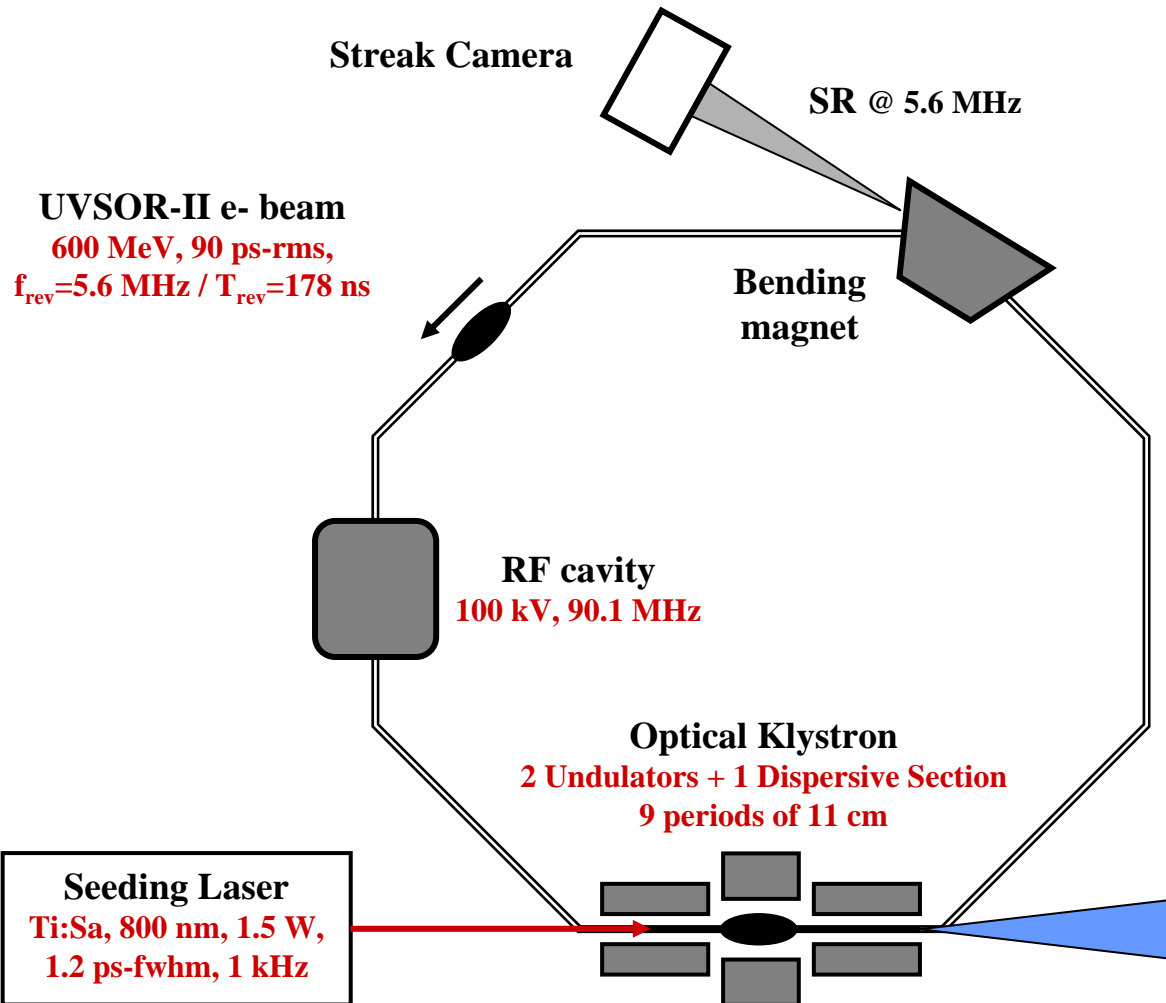 Streak Camera
SR @ 5.6 MHz
UVSOR-II e- beam
600 MeV, 90 ps-rms,
f_rev=5.6 MHz / T_rev=178 ns
Bending
magnet
RF cavity
100 kV, 90.1 MHz
Optical Klystron
2 Undulators + 1 Dispersive Section
9 periods of 11 cm
Seeding Laser
Ti:Sa, 800 nm, 1.5 W,
1.2 ps-fwhm, 1 kHz